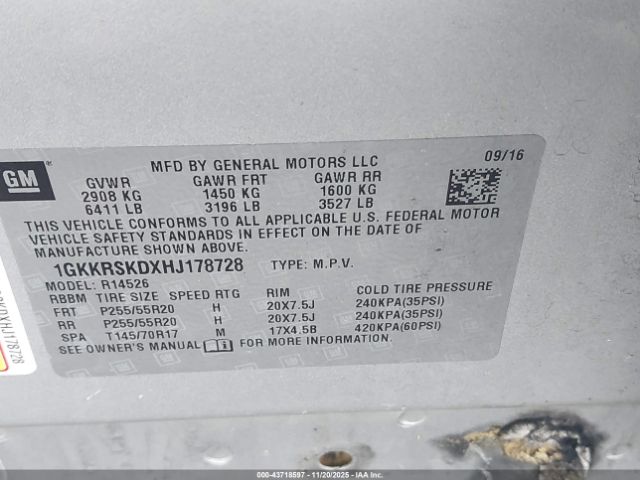 MFD BY GENERAL MOTORS LLC 09/16
GM
GVWR GAWR FRT GAWR RR
2908 KG 1450 KG 1600 KG
6411 LB 3196 LB 3527 LB
THIS VEHICLE CONFORMS TO ALL APPLICABLE U.S. FEDERAL MOTOR
VEHICLE SAFETY STANDARDS IN EFFECT ON THE DATE OF
MANUFACTURE SHOWN ABOVE.
1GKKRSKDXHJ178728 TYPE: M.P.V.
MODEL: R14526
RBBM TIRE SIZE SPEED RTG RIM COLD TIRE PRESSURE
FRT P255/55R20 H 20X7.5J 240KPA(35PSI)
RR P255/55R20 H 20X7.5J 240KPA(35PSI)
SPA T145/70R17 M 17X4.5B 420KPA(60PSI)
SEE OWNER'S MANUAL FOR MORE INFORMATION
000-43718597 - 11/20/2025 - IAAI.COM